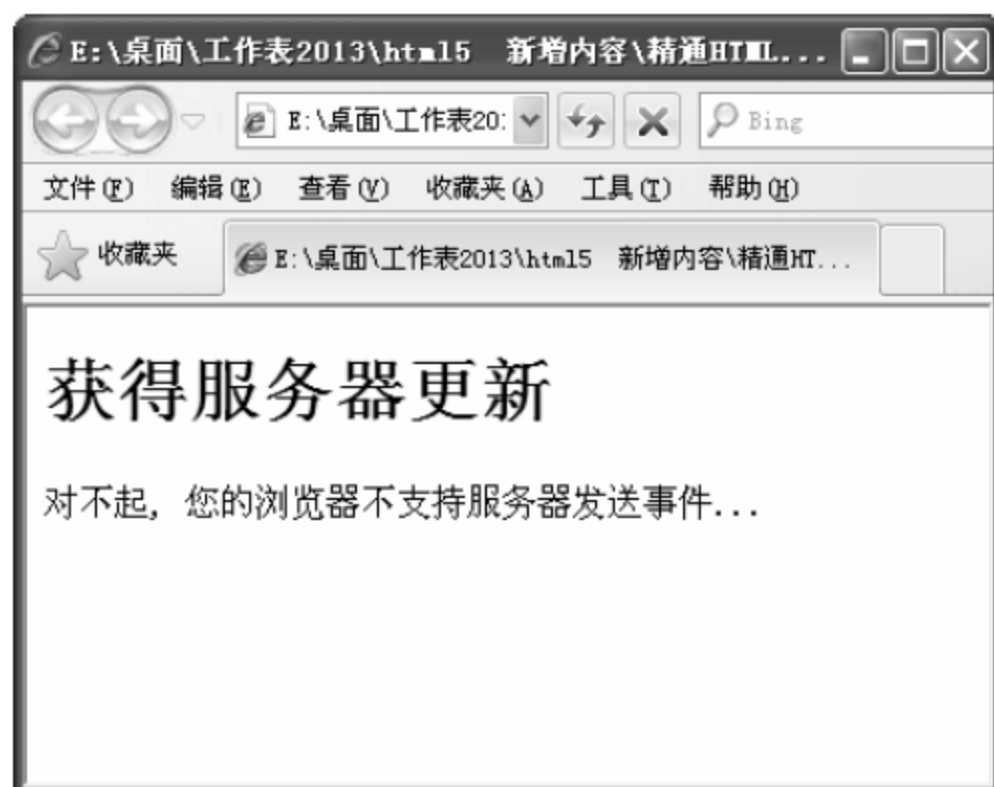 E:\桌面\工作表2013\html5 新增内容\精通HTML...
E:\桌面\工作表20: Bing
文件(F) 编辑(E) 查看(V) 收藏夹(A) 工具(T) 帮助(H)
收藏夹 E:\桌面\工作表2013\html5 新增内容\精通HT...
获得服务器更新
对不起，您的浏览器不支持服务器发送事件...